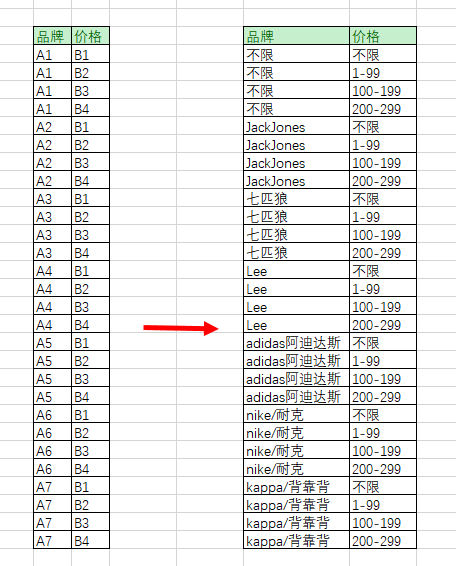 品牌 价格 品牌 价格
A1 B1 不限 不限
A1 B2 不限 1-99
A1 B3 不限 100-199
A1 B4 不限 200-299
A2 B1 JackJones 不限
A2 B2 JackJones 1-99
A2 B3 JackJones 100-199
A2 B4 JackJones 200-299
A3 B1 七匹狼 不限
A3 B2 七匹狼 1-99
A3 B3 七匹狼 100-199
A3 B4 七匹狼 200-299
A4 B1 Lee 不限
A4 B2 Lee 1-99
A4 B3 Lee 100-199
A4 B4 Lee 200-299
A5 B1 adidas阿迪达斯 不限
A5 B2 adidas阿迪达斯 1-99
A5 B3 adidas阿迪达斯 100-199
A5 B4 adidas阿迪达斯 200-299
A6 B1 nike/耐克 不限
A6 B2 nike/耐克 1-99
A6 B3 nike/耐克 100-199
A6 B4 nike/耐克 200-299
A7 B1 kappa/背靠背 不限
A7 B2 kappa/背靠背 1-99
A7 B3 kappa/背靠背 100-199
A7 B4 kappa/背靠背 200-299